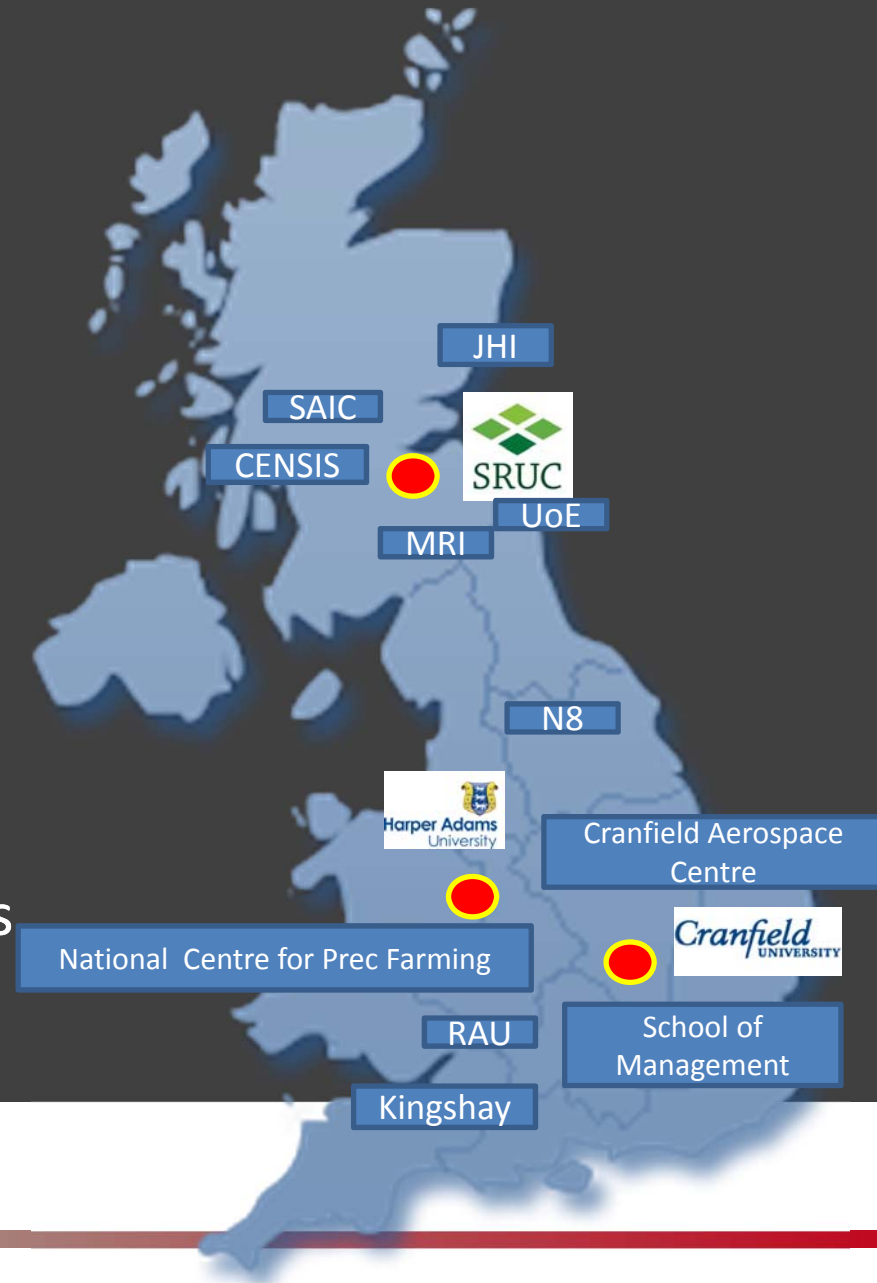 JHI
SAIC
SRUC
CENSIS
UoE
MRI
N8
Harper Adams
University
Cranfield Aerospace
Centre
s
Cranfield
UNIVERSITY
National Centre for Prec Farming
RAU
School of
Management
Kingshay